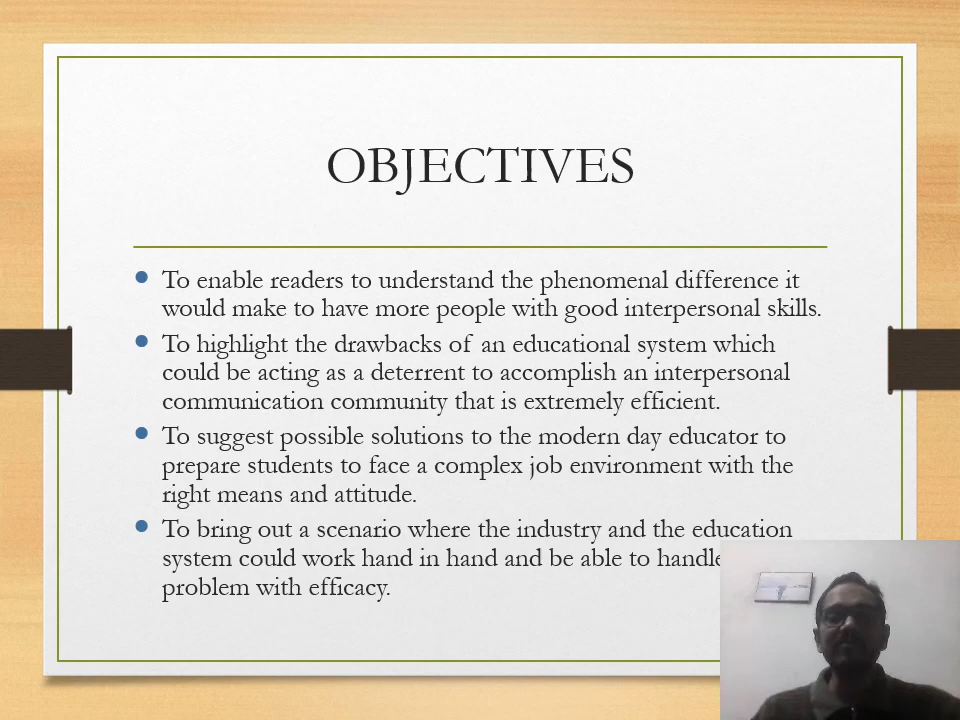 OBJECTIVES
To enable readers to understand the phenomenal difference it
would make to have more people with good interpersonal skills.
To highlight the drawbacks of an educational system which
could be acting as a deterrent to accomplish an interpersonal
communication community that is extremely efficient.
To suggest possible solutions to the modern day educator to
prepare students to face a complex job environment with the
right means and attitude.
To bring out a scenario where the industry and the education
system could work hand in hand and be able to handle
problem with efficacy.